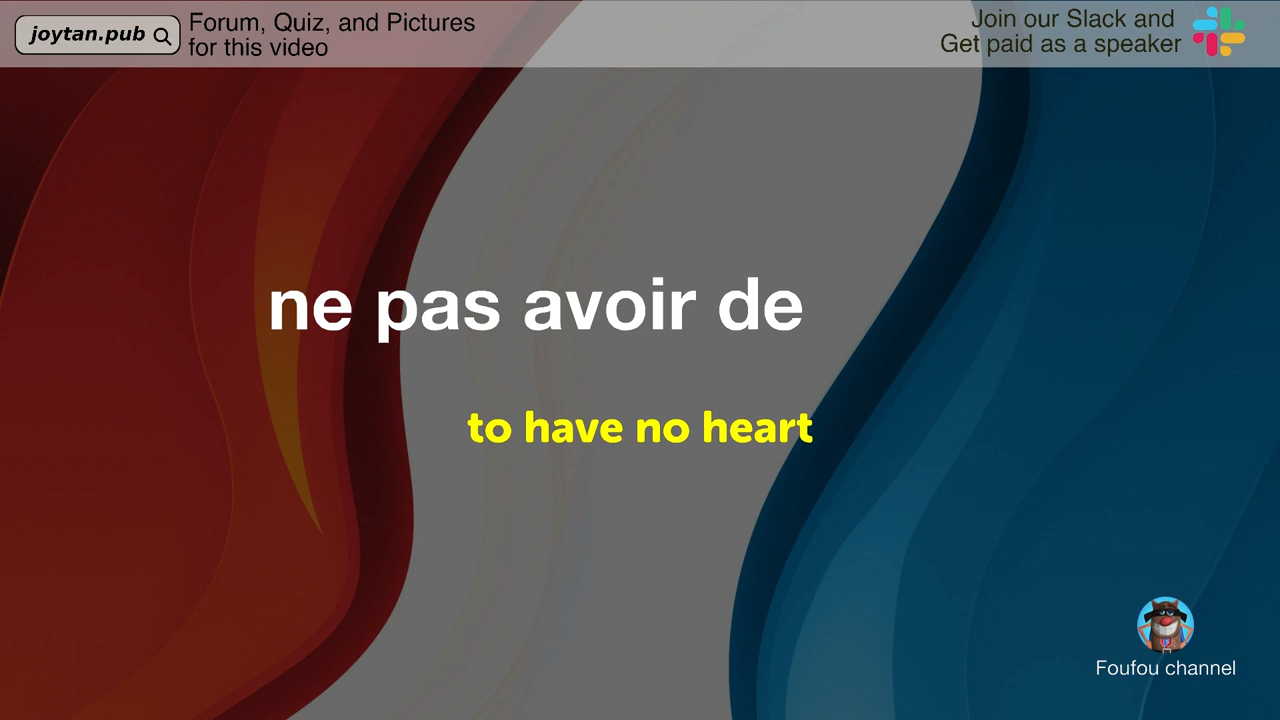 joytan.pub
Forum, Quiz, and Pictures
for this video
Join our Slack and
Get paid as a speaker
ne pas avoir de
to have no heart
Foufou channel